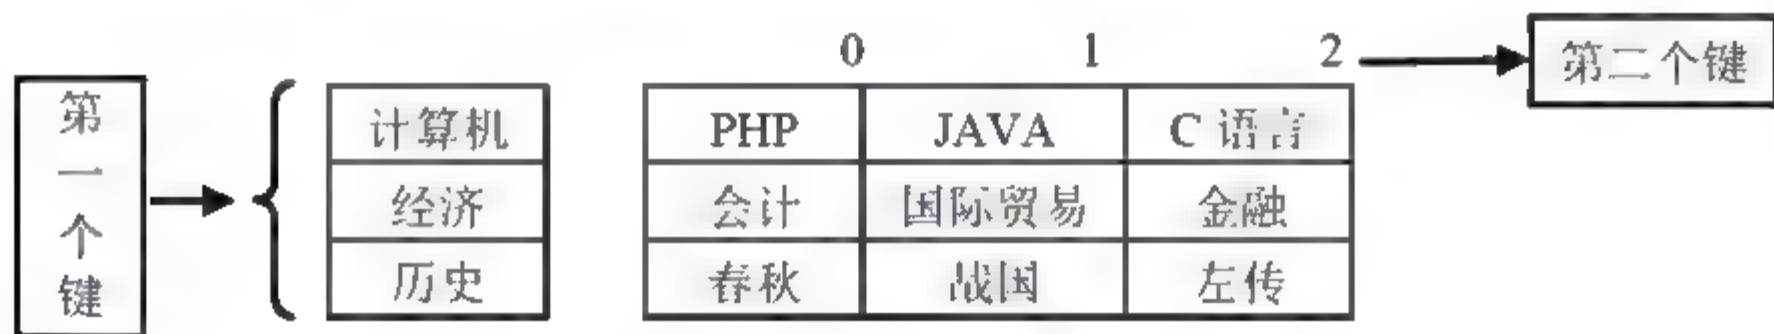 0 1 2 第二个键
第一个键
计算机 PHP JAVA C 语言
经济 会计 国际贸易 金融
历史 春秋 战国 左传